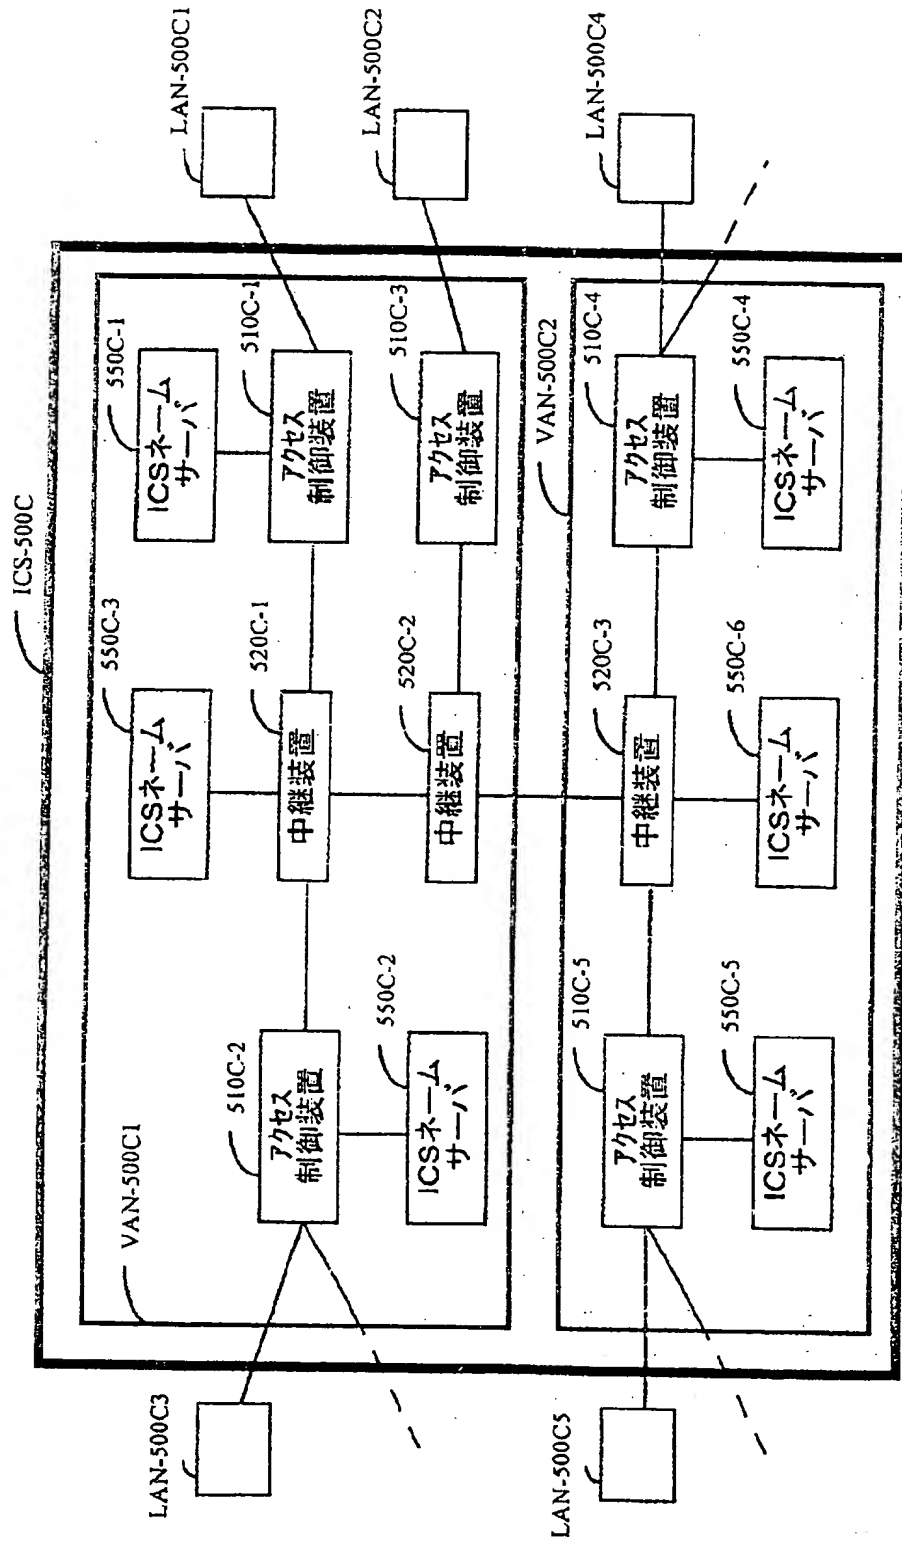 ICS-500C
VAN-500C1
550C-3
ICSネーム
サーバ
550C-1
ICSネーム
サーバ
LAN-500C1
LAN-500C3
510C-2
アクセス
制御装置
520C-1
中継装置
510C-1
アクセス
制御装置
550C-2
ICSネーム
サーバ
520C-2
中継装置
510C-3
アクセス
制御装置
LAN-500C2
VAN-500C2
LAN-500C5
510C-5
アクセス
制御装置
520C-3
中継装置
510C-4
アクセス
制御装置
LAN-500C4
550C-5
ICSネーム
サーバ
550C-6
ICSネーム
サーバ
550C-4
ICSネーム
サーバ